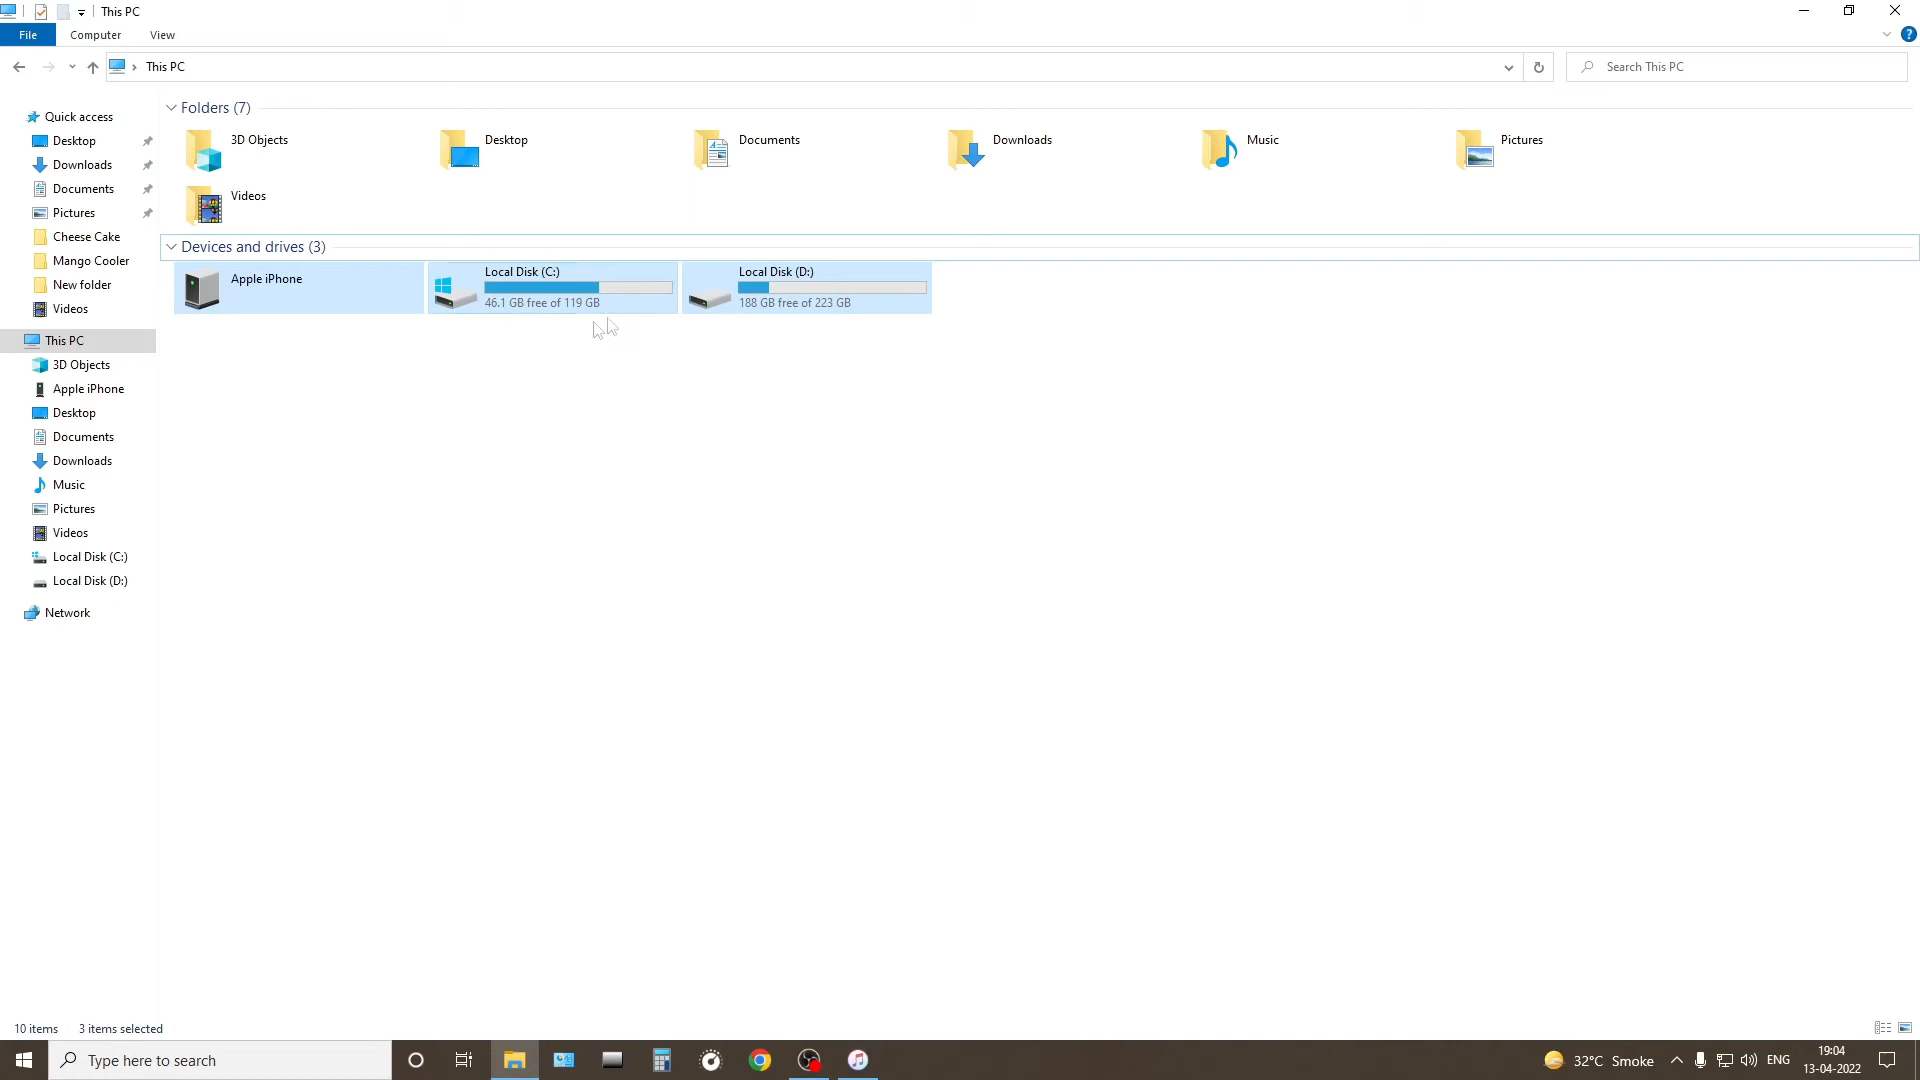 This PC
File Computer View
?
This PC
Search This PC
Quick access
Desktop
Downloads
Documents
Pictures
Cheese Cake
Mango Cooler
New folder
Videos
This PC
3D Objects
Apple iPhone
Desktop
Documents
Downloads
Music
Pictures
Videos
Local Disk (C:)
Local Disk (D:)
Network
Folders (7)
3D Objects
Desktop
Documents
Downloads
Music
Pictures
Videos
Devices and drives (3)
Apple iPhone
Local Disk (C:)
46.1 GB free of 119 GB
Local Disk (D:)
188 GB free of 223 GB
10 items 3 items selected
Type here to search
32°C Smoke
ENG
19:04
13-04-2022